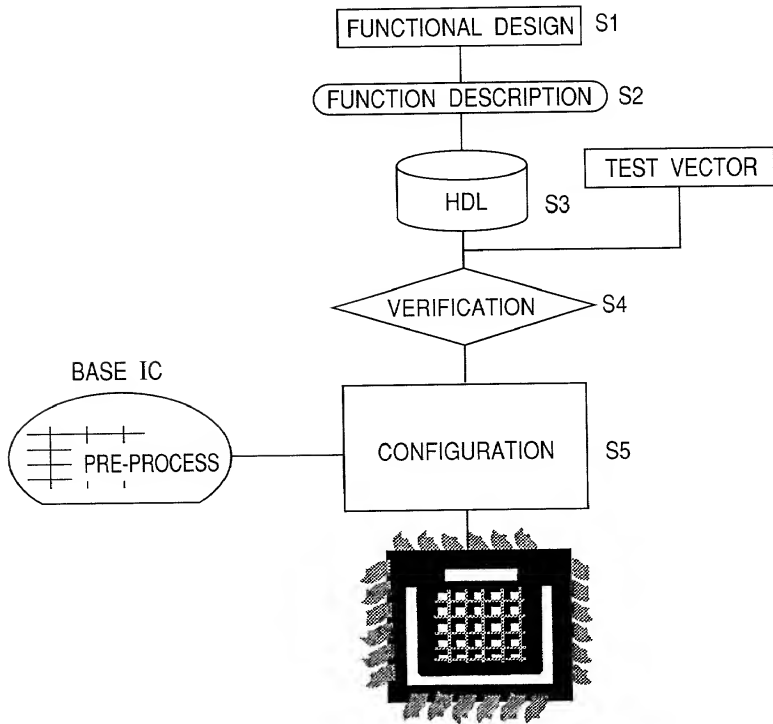 FUNCTIONAL DESIGN S1
FUNCTION DESCRIPTION S2
TEST VECTOR
HDL S3
VERIFICATION S4
BASE IC
PRE-PROCESS
CONFIGURATION S5